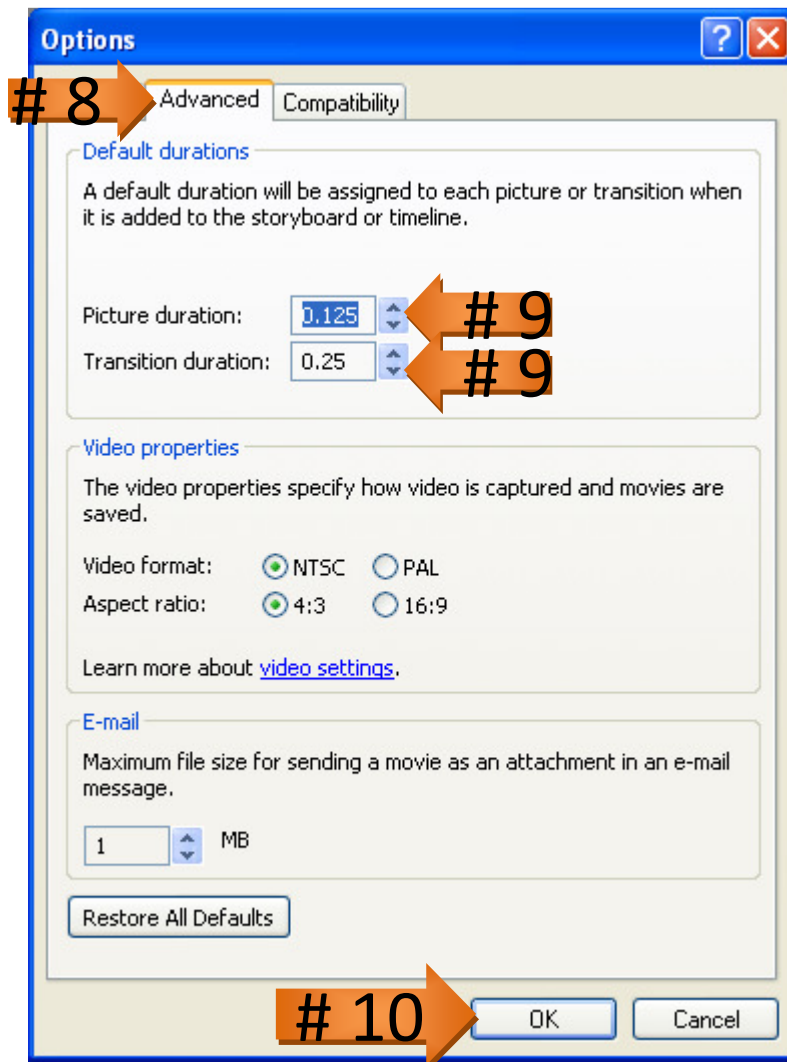 Options
# 8
Advanced
Compatibility
Default durations
A default duration will be assigned to each picture or transition when
it is added to the storyboard or timeline.
Picture duration: 0.125
# 9
Transition duration: 0.25
# 9
Video properties
The video properties specify how video is captured and movies are
saved.
Video format: NTSC PAL
Aspect ratio: 4:3 16:9
Learn more about video settings.
E-mail
Maximum file size for sending a movie as an attachment in an e-mail
message.
1 MB
Restore All Defaults
# 10
OK
Cancel